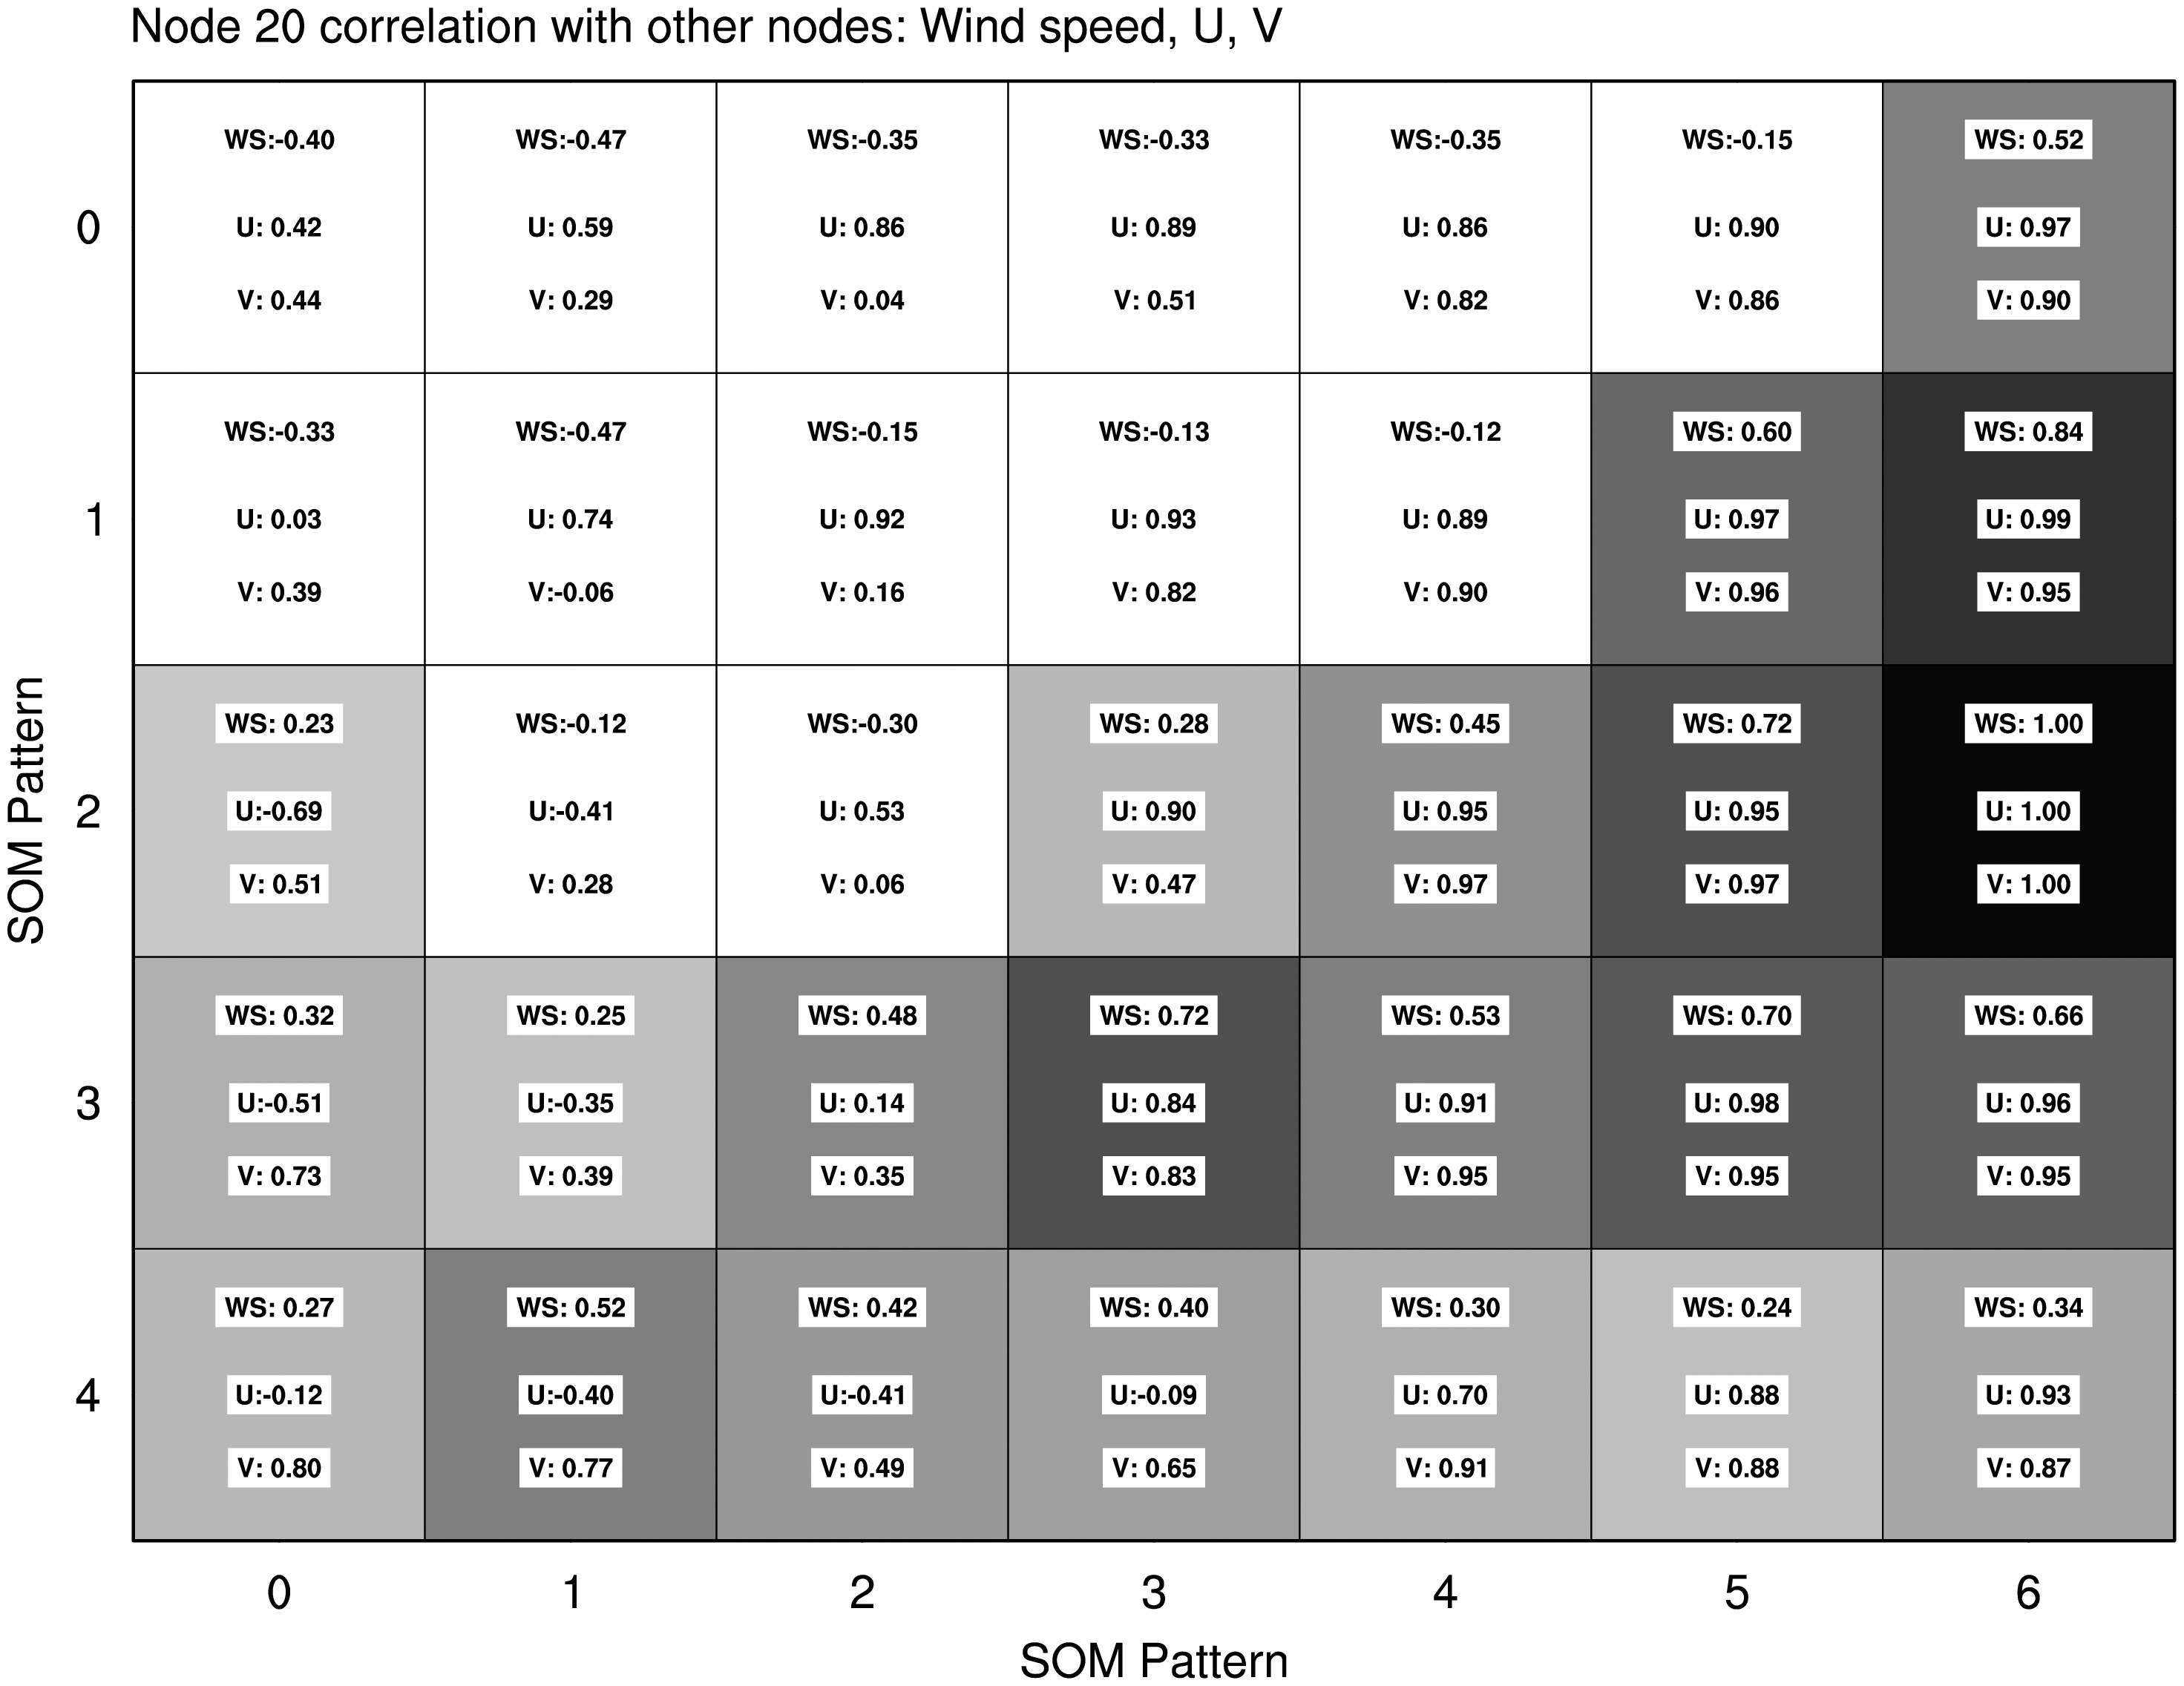 Node 20 correlation with other nodes: Wind speed, U, V
WS:-0.40 WS:-0.47 WS:-0.35 WS:-0.33 WS:-0.35 WS:-0.15 WS: 0.52
0 U: 0.42 U: 0.59 U: 0.86 U: 0.89 U: 0.86 U: 0.90 U: 0.97
V: 0.44 V: 0.29 V: 0.04 V: 0.51 V: 0.82 V: 0.86 V: 0.90
WS:-0.33 WS:-0.47 WS:-0.15 WS:-0.13 WS:-0.12 WS: 0.60 WS: 0.84
1 U: 0.03 U: 0.74 U: 0.92 U: 0.93 U: 0.89 U: 0.97 U: 0.99
V: 0.39 V:-0.06 V: 0.16 V: 0.82 V: 0.90 V: 0.96 V: 0.95
SOM Pattern
WS: 0.23 WS:-0.12 WS:-0.30 WS: 0.28 WS: 0.45 WS: 0.72 WS: 1.00
2 U:-0.69 U:-0.41 U: 0.53 U: 0.90 U: 0.95 U: 0.95 U: 1.00
V: 0.51 V: 0.28 V: 0.06 V: 0.47 V: 0.97 V: 0.97 V: 1.00
WS: 0.32 WS: 0.25 WS: 0.48 WS: 0.72 WS: 0.53 WS: 0.70 WS: 0.66
3 U:-0.51 U:-0.35 U: 0.14 U: 0.84 U: 0.91 U: 0.98 U: 0.96
V: 0.73 V: 0.39 V: 0.35 V: 0.83 V: 0.95 V: 0.95 V: 0.95
WS: 0.27 WS: 0.52 WS: 0.42 WS: 0.40 WS: 0.30 WS: 0.24 WS: 0.34
4 U:-0.12 U:-0.40 U:-0.41 U:-0.09 U: 0.70 U: 0.88 U: 0.93
V: 0.80 V: 0.77 V: 0.49 V: 0.65 V: 0.91 V: 0.88 V: 0.87
0 1 2 3 4 5 6
SOM Pattern